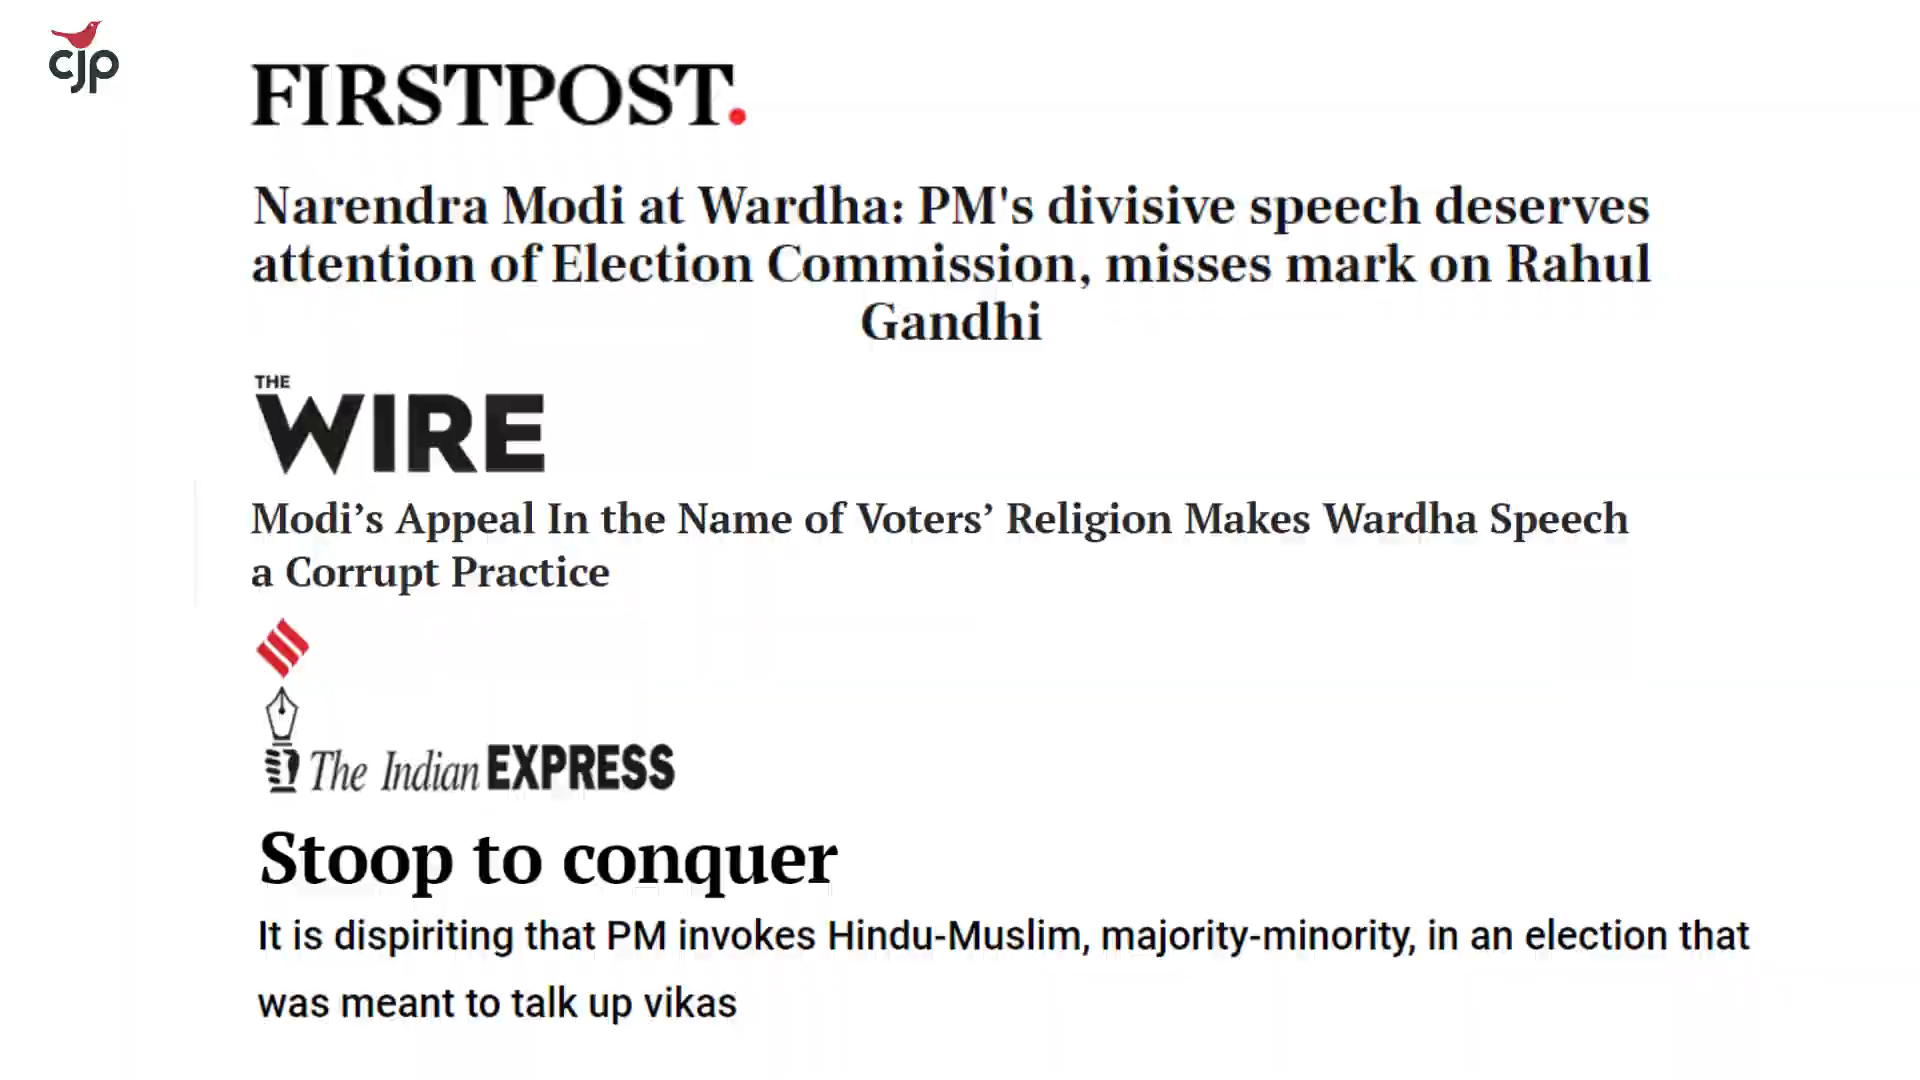 cjp
FIRSTPOST.
Narendra Modi at Wardha: PM's divisive speech deserves
attention of Election Commission, misses mark on Rahul
Gandhi
THE
WIRE
Modi’s Appeal In the Name of Voters’ Religion Makes Wardha Speech
a Corrupt Practice
The Indian EXPRESS
Stoop to conquer
It is dispiriting that PM invokes Hindu-Muslim, majority-minority, in an election that
was meant to talk up vikas